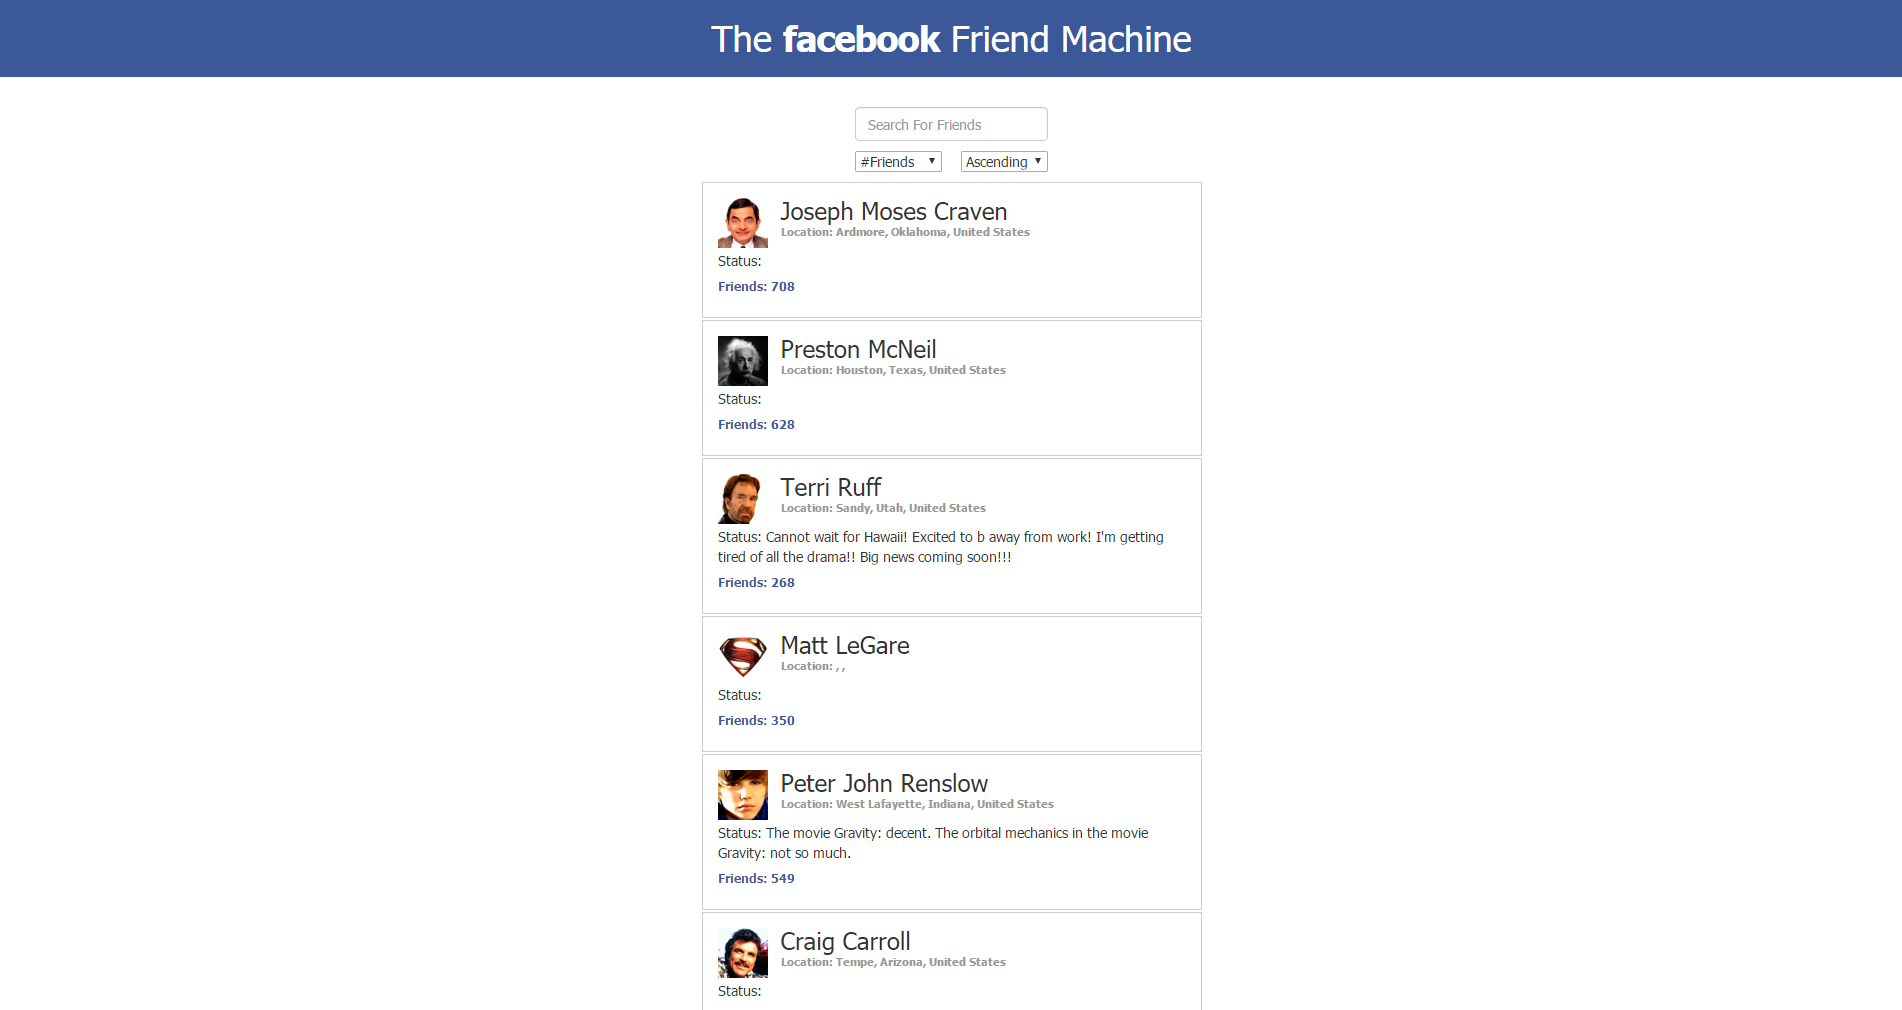 The facebook Friend Machine
Search For Friends
#Friends Ascending
Joseph Moses Craven
Location: Ardmore, Oklahoma, United States
Status:
Friends: 708
Preston McNeil
Location: Houston, Texas, United States
Status:
Friends: 628
Terri Ruff
Location: Sandy, Utah, United States
Status: Cannot wait for Hawaii! Excited to b away from work! I'm getting
tired of all the drama!! Big news coming soon!!!
Friends: 268
Matt LeGare
Location: , ,
Status:
Friends: 350
Peter John Renslow
Location: West Lafayette, Indiana, United States
Status: The movie Gravity: decent. The orbital mechanics in the movie
Gravity: not so much.
Friends: 549
Craig Carroll
Location: Tempe, Arizona, United States
Status: